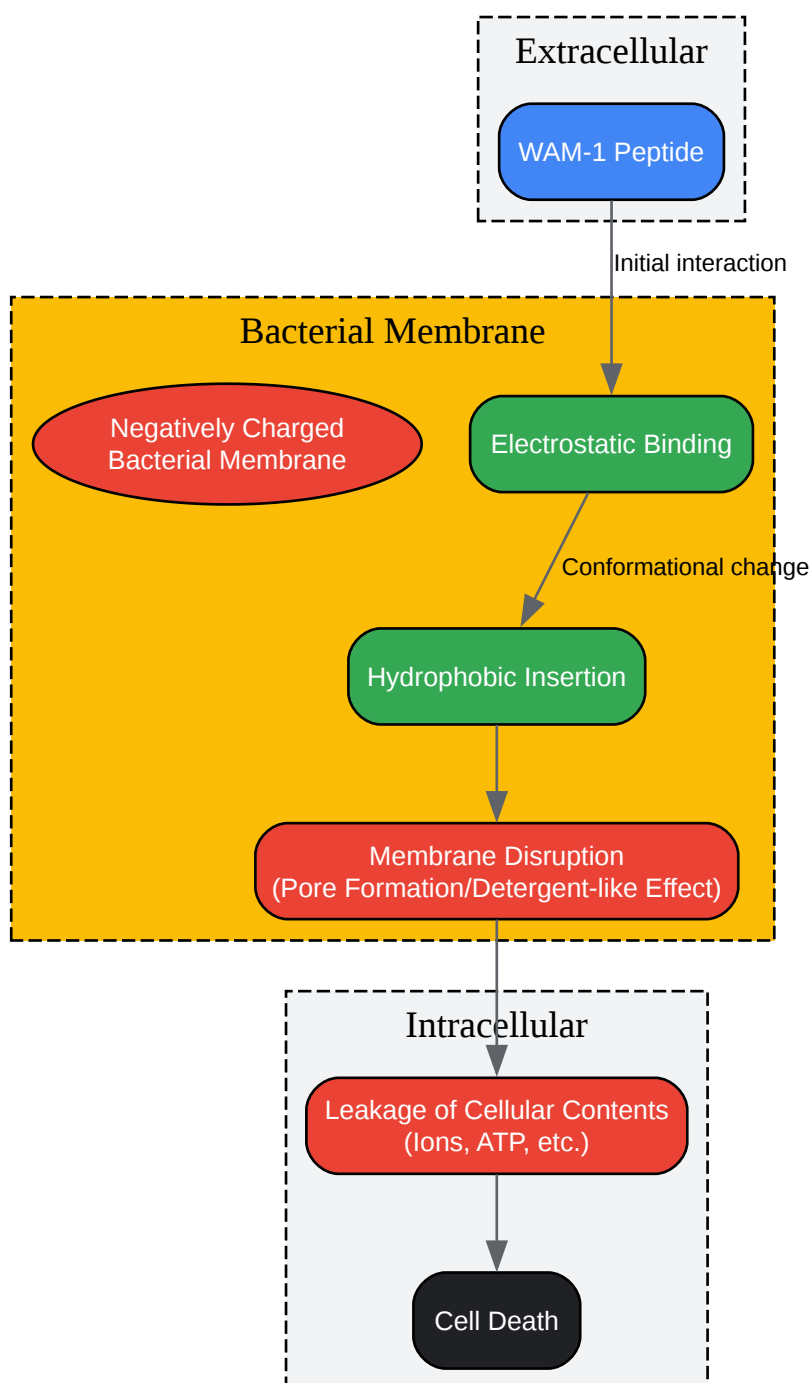 Extracellular
WAM-1 Peptide
Initial interaction
Bacterial Membrane
Negatively Charged
Bacterial Membrane
Electrostatic Binding
Conformational change
Hydrophobic Insertion
Membrane Disruption
(Pore Formation/Detergent-like Effect)
Intracellular
Leakage of Cellular Contents
(Ions, ATP, etc.)
Cell Death